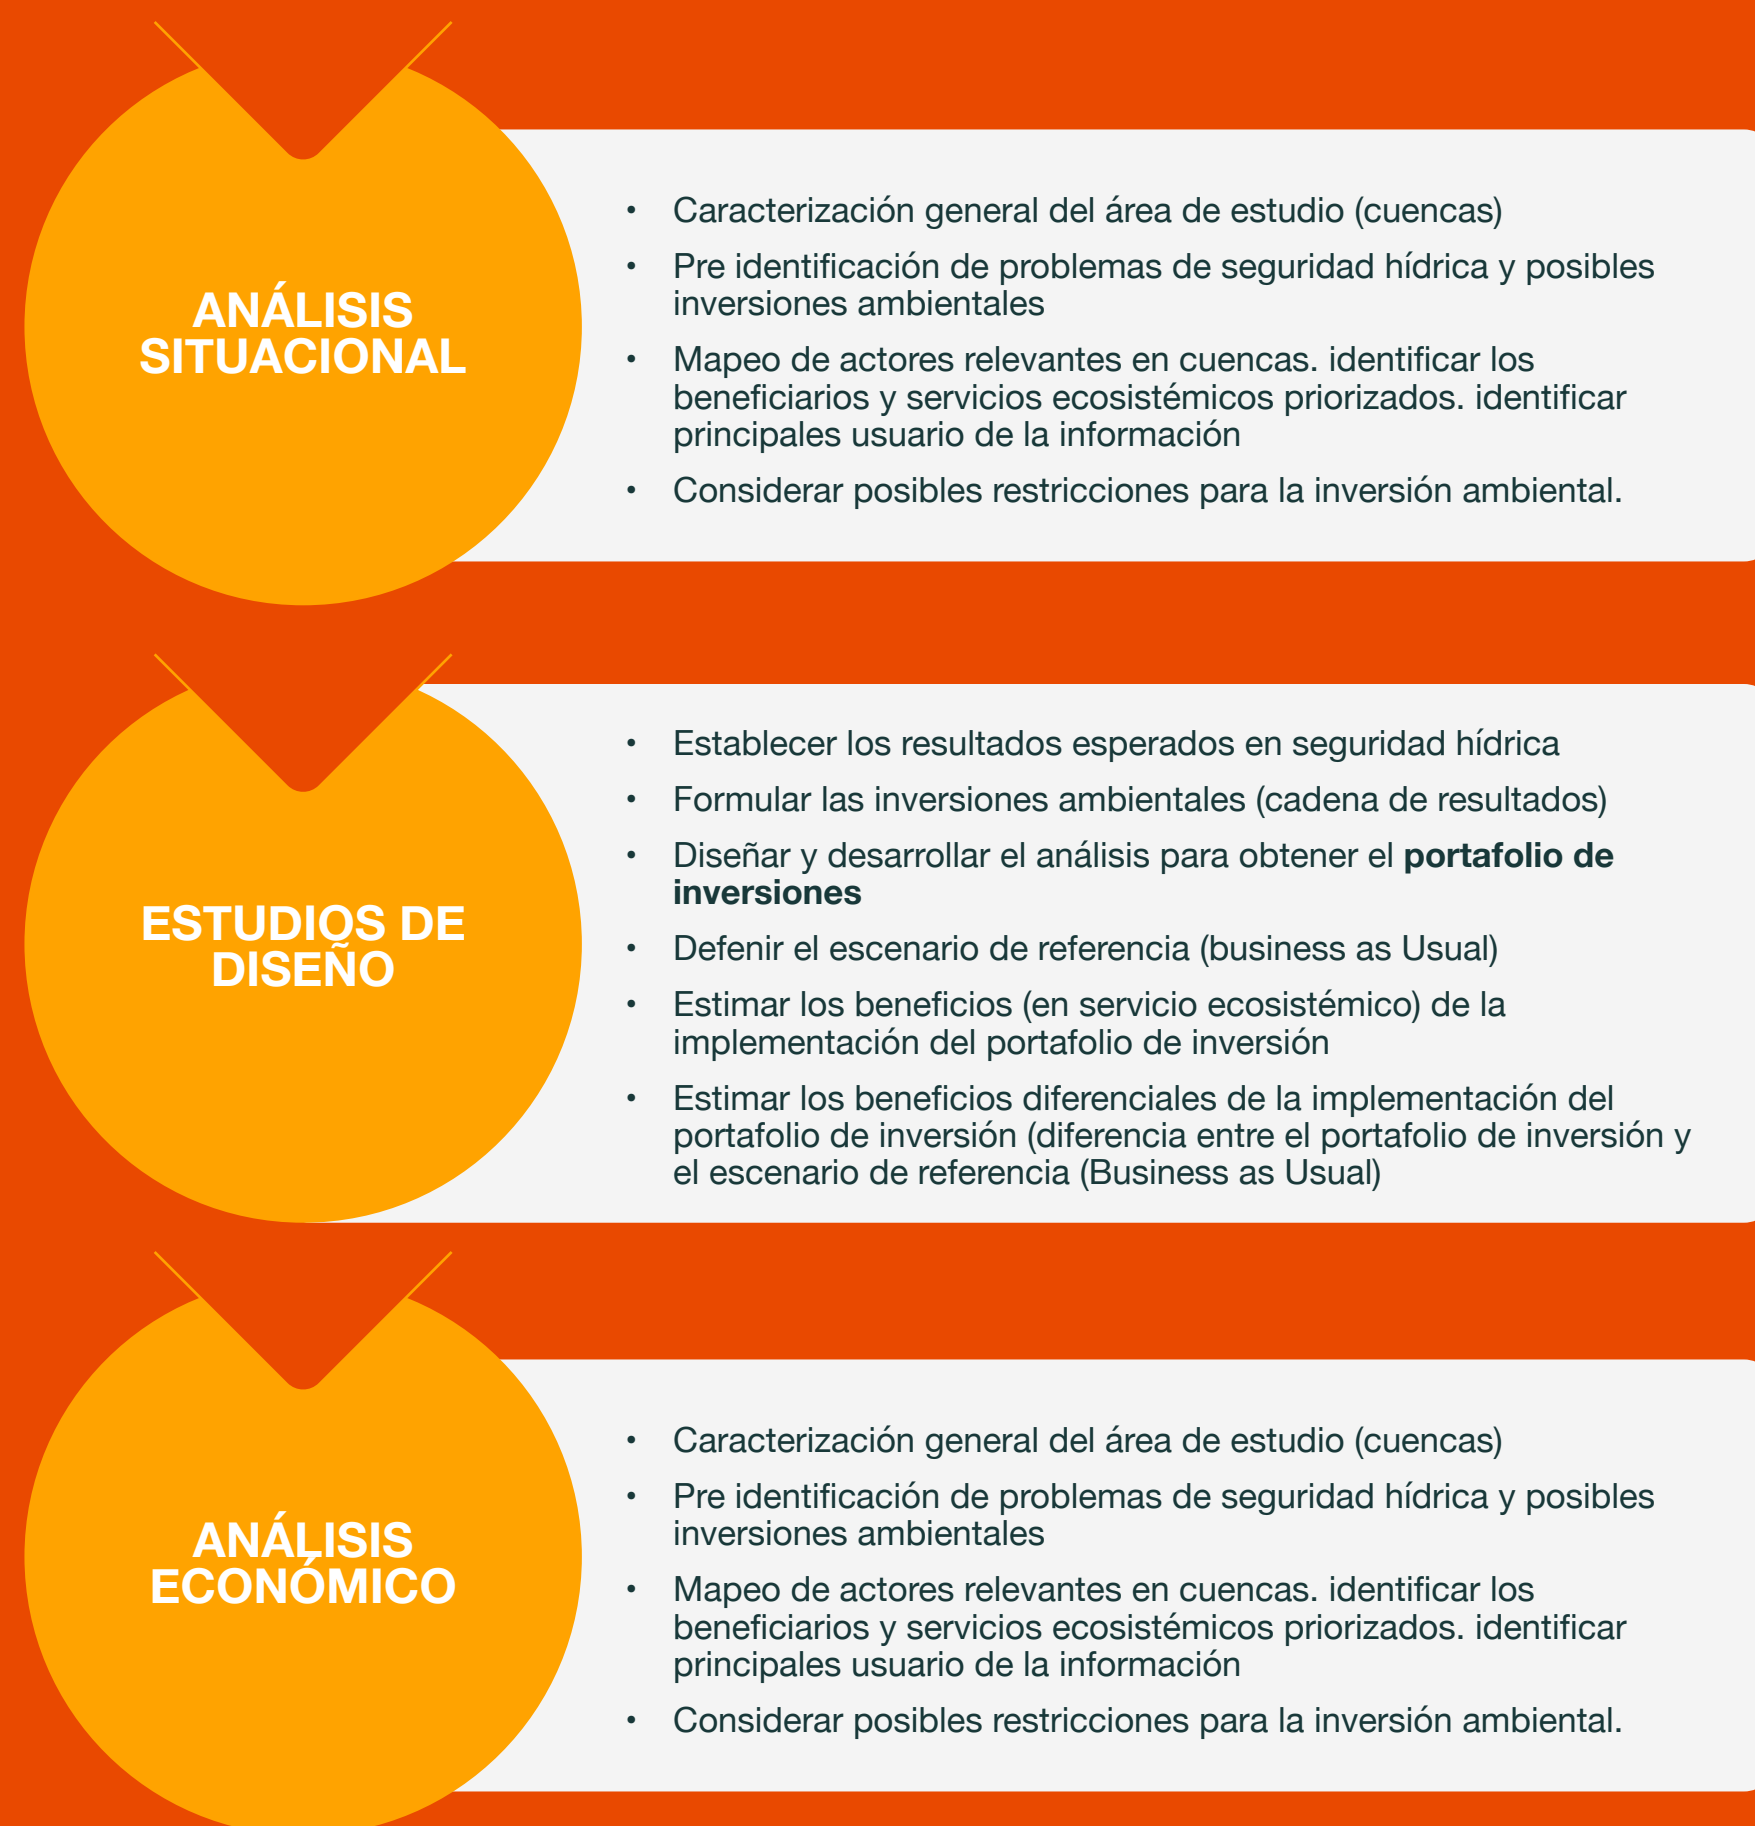 ANÁLISIS
SITUACIONAL
• Caracterización general del área de estudio (cuencas)
• Pre identificación de problemas de seguridad hídrica y posibles
inversiones ambientales
• Mapeo de actores relevantes en cuencas. identificar los
beneficiarios y servicios ecosistémicos priorizados. identificar
principales usuario de la información
• Considerar posibles restricciones para la inversión ambiental.
ESTUDIOS DE
DISEÑO
• Establecer los resultados esperados en seguridad hídrica
• Formular las inversiones ambientales (cadena de resultados)
• Diseñar y desarrollar el análisis para obtener el portafolio de
inversiones
• Defenir el escenario de referencia (business as Usual)
• Estimar los beneficios (en servicio ecosistémico) de la
implementación del portafolio de inversión
• Estimar los beneficios diferenciales de la implementación del
portafolio de inversión (diferencia entre el portafolio de inversión y
el escenario de referencia (Business as Usual)
ANÁLISIS
ECONÓMICO
• Caracterización general del área de estudio (cuencas)
• Pre identificación de problemas de seguridad hídrica y posibles
inversiones ambientales
• Mapeo de actores relevantes en cuencas. identificar los
beneficiarios y servicios ecosistémicos priorizados. identificar
principales usuario de la información
• Considerar posibles restricciones para la inversión ambiental.